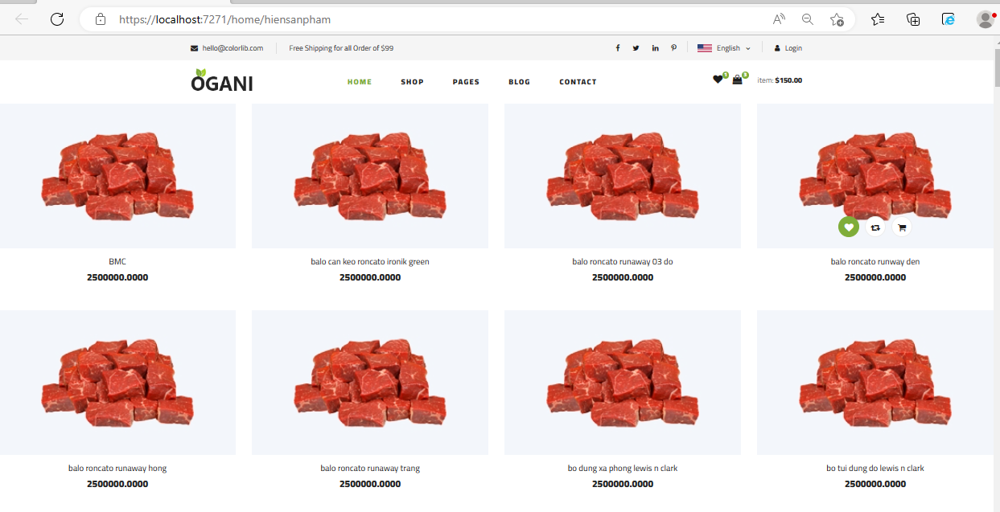 https://localhost:7271/home/hiensanpham
hello@colorlib.com
Free Shipping for all Order of $99
English
Login
OGANI
HOME
SHOP
PAGES
BLOG
CONTACT
1
3
item: $150.00
BMC
balo can keo roncato ironik green
balo roncato runaway 03 do
balo roncato runway den
2500000.0000
2500000.0000
2500000.0000
2500000.0000
balo roncato runaway hong
balo roncato runaway trang
bo dung xa phong lewis n clark
bo tui dung do lewis n clark
2500000.0000
2500000.0000
2500000.0000
2500000.0000